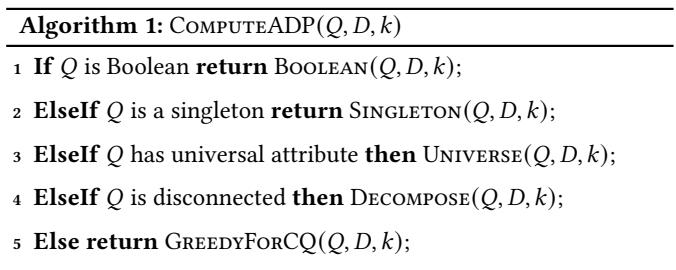 Algorithm 1: COMPUTEADP(Q, D, k)
1 If Q is Boolean return BOOLEAN(Q, D, k);
2 ElseIf Q is a singleton return SINGLETON(Q, D, k);
3 ElseIf Q has universal attribute then UNIVERSE(Q, D, k);
4 ElseIf Q is disconnected then DECOMPOSE(Q, D, k);
5 Else return GREEDYFORCQ(Q, D, k);